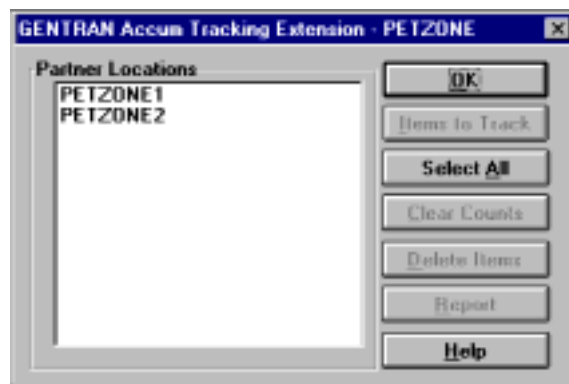 GENTRAN Accum Tracking Extension - PETZONE
Partner Locations
PETZONE1
PETZONE2
OK
Items to Track
Select All
Clear Counts
Delete Items
Report
Help